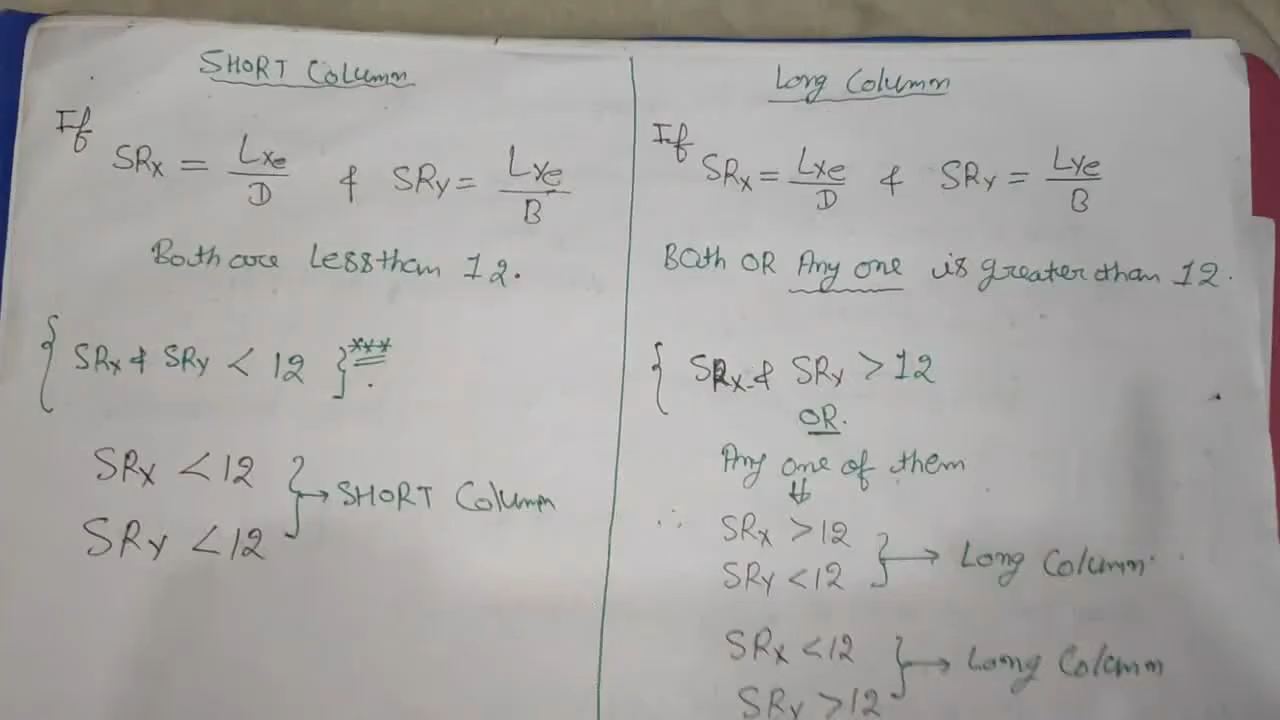 SHORT Column
If
SRx = Lxe/D & SRy = Lye/B
Both are Less than 12.
{ SRx & SRy < 12 } ***
SRx < 12
SRy < 12 } → SHORT Column
Long Column
If
SRx = Lxe/D & SRy = Lye/B
Both OR Any one is greater than 12.
{ SRx & SRy > 12
OR.
Any one of them
⇓
∴ SRx > 12
SRy < 12 } → Long Column.
SRx < 12
SRy > 12 } → Long Column